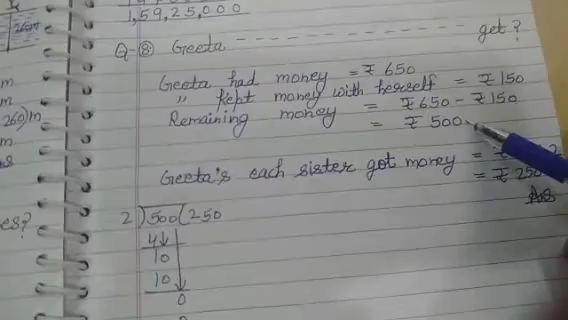 1,59,25,000
Q-⑧ Geeta - - - - - - - - - - - - - - get?
Geeta had money = ₹ 650
" Kept money with herself = ₹ 150
Remaining money = ₹ 650 - ₹ 150
= ₹ 500
Geeta's each sister got money = ₹
= ₹ 250
Ans
2) 500 (250
4
10
10
0